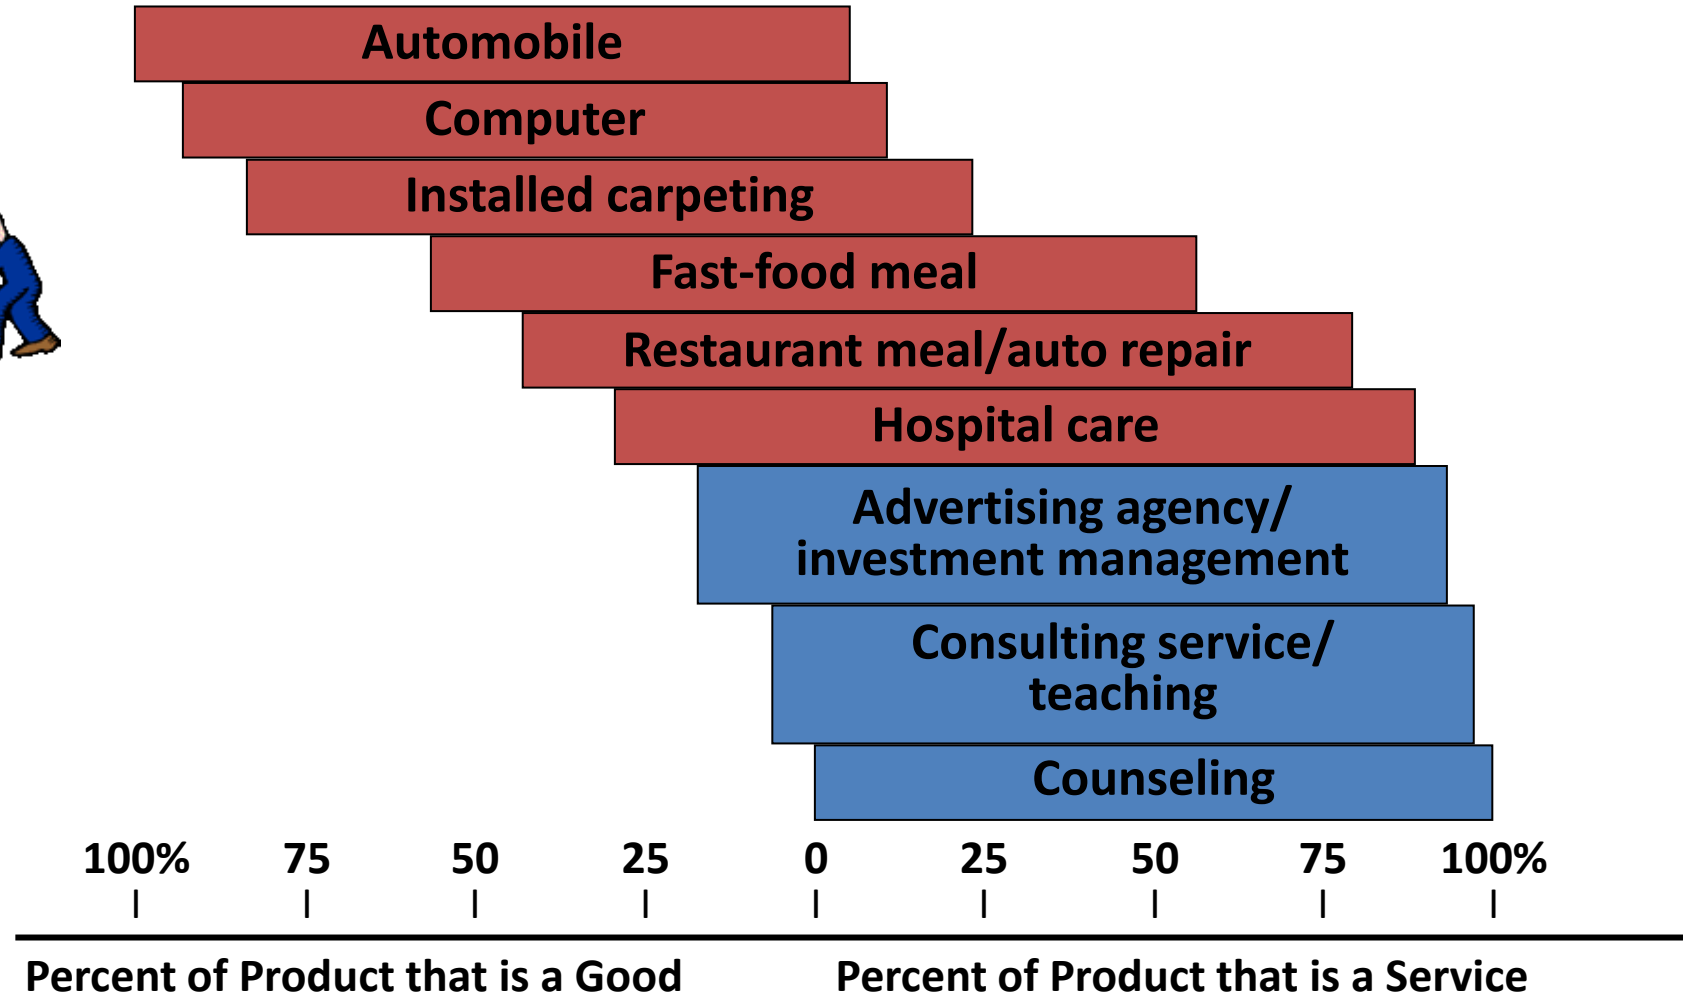 Automobile
Computer
Installed carpeting
Fast-food meal
Restaurant meal/auto repair
Hospital care
Advertising agency/
investment management
Consulting service/
teaching
Counseling
100% 75 50 25 0 25 50 75 100%
Percent of Product that is a Good Percent of Product that is a Service